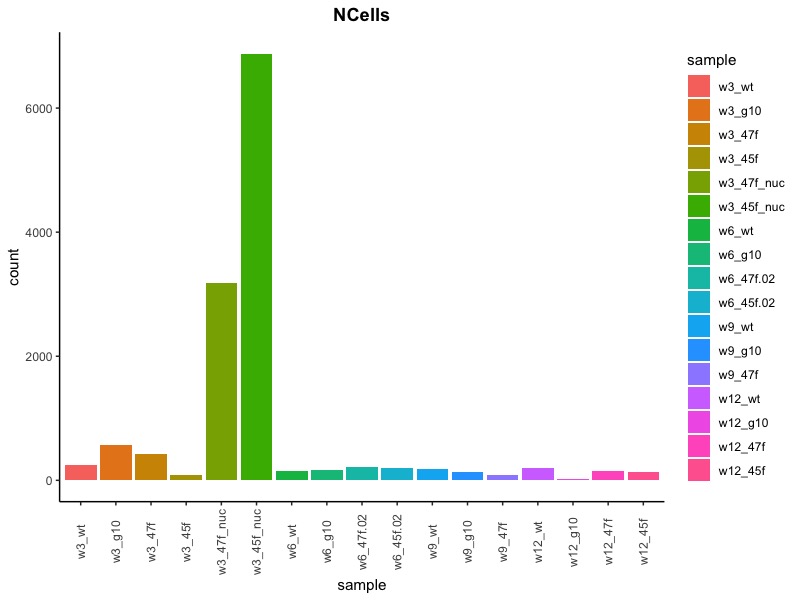 NCells
count
6000
4000
2000
0
w3_wt
w3_g10
w3_47f
w3_45f
w3_47f_nuc
w3_45f_nuc
w6_wt
w6_g10
w6_47f.02
w6_45f.02
w9_wt
w9_g10
w9_47f
w12_wt
w12_g10
w12_47f
w12_45f
sample
sample
w3_wt
w3_g10
w3_47f
w3_45f
w3_47f_nuc
w3_45f_nuc
w6_wt
w6_g10
w6_47f.02
w6_45f.02
w9_wt
w9_g10
w9_47f
w12_wt
w12_g10
w12_47f
w12_45f